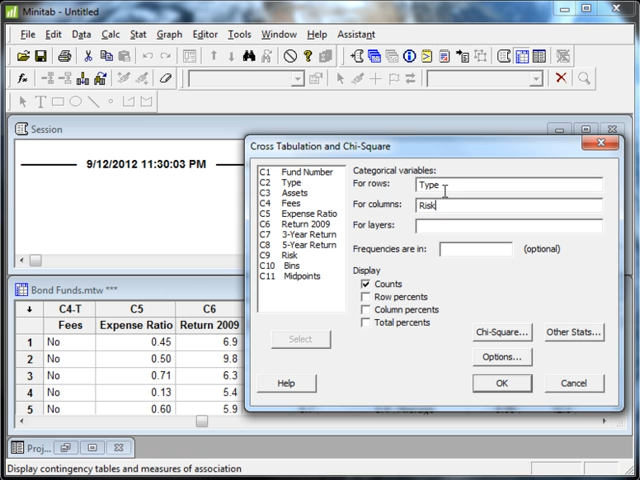 Minitab - Untitled
File Edit Data Calc Stat Graph Editor Tools Window Help Assistant
Session
9/12/2012 11:30:03 PM
Cross Tabulation and Chi-Square
C1 Fund Number
C2 Type
C3 Assets
C4 Fees
C5 Expense Ratio
C6 Return 2009
C7 3-Year Return
C8 5-Year Return
C9 Risk
C10 Bins
C11 Midpoints
Categorical variables:
For rows: Type
For columns: Risk
For layers:
Frequencies are in: (optional)
Display
Counts
Row percents
Column percents
Total percents
Select
Chi-Square... Other Stats...
Options...
Help OK Cancel
Bond Funds.mtw ***
C4-T C5 C6
Fees Expense Ratio Return 2009
1 No 0.45 6.9
2 No 0.50 9.8
3 No 0.71 6.3
4 No 0.13 5.4
5 No 0.60 5.9
Proj...
Display contingency tables and measures of association